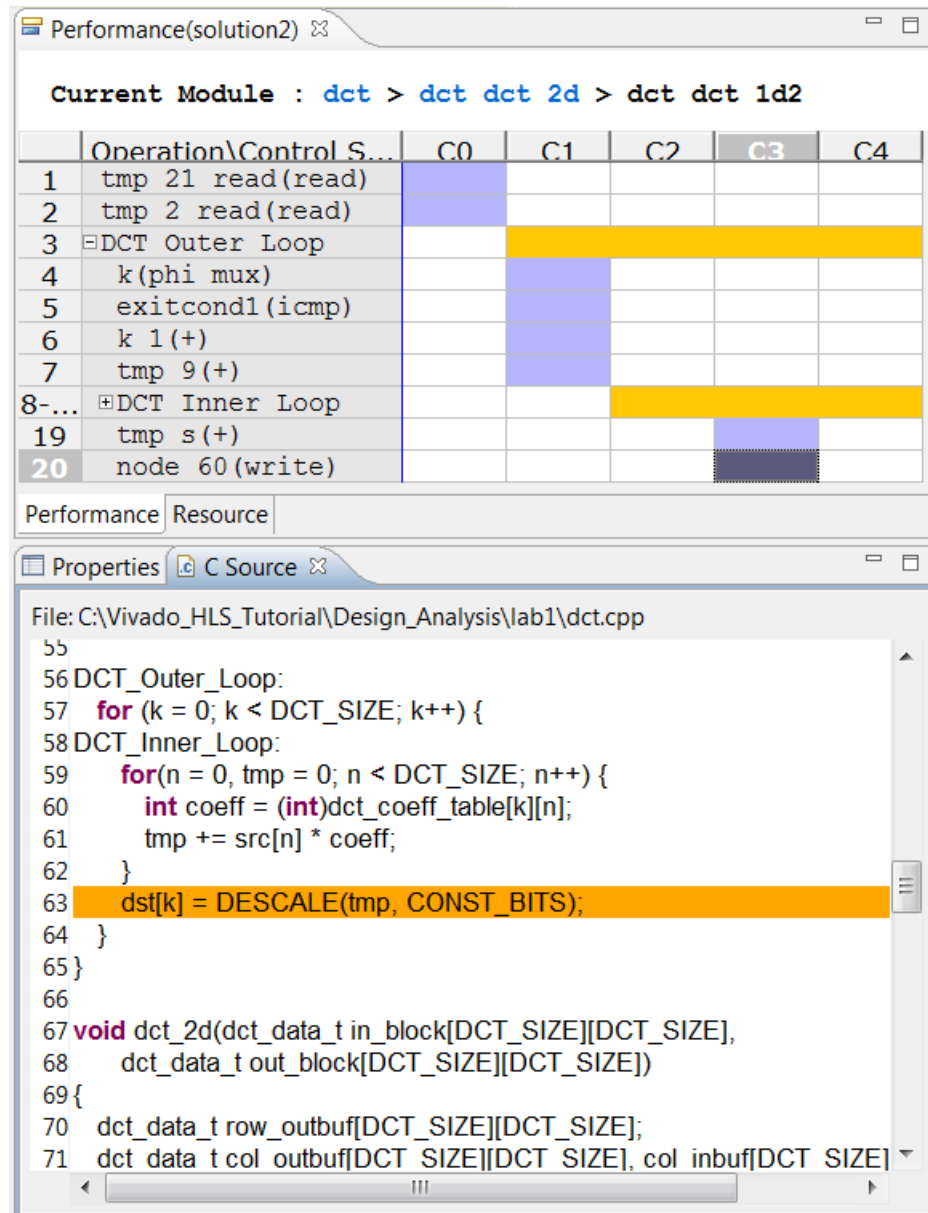 Performance(solution2)
Current Module : dct > dct dct 2d > dct dct 1d2
Operation\Control S... C0 C1 C2 C3 C4
1 tmp 21 read(read)
2 tmp 2 read(read)
3 DCT Outer Loop
4 k(phi mux)
5 exitcond1(icmp)
6 k 1(+)
7 tmp 9(+)
8-... DCT Inner Loop
19 tmp s(+)
20 node 60(write)
Performance Resource
Properties C Source
File: C:\Vivado_HLS_Tutorial\Design_Analysis\lab1\dct.cpp
55
56 DCT_Outer_Loop:
57 for (k = 0; k < DCT_SIZE; k++) {
58 DCT_Inner_Loop:
59 for(n = 0, tmp = 0; n < DCT_SIZE; n++) {
60 int coeff = (int)dct_coeff_table[k][n];
61 tmp += src[n] * coeff;
62 }
63 dst[k] = DESCALE(tmp, CONST_BITS);
64 }
65 }
66
67 void dct_2d(dct_data_t in_block[DCT_SIZE][DCT_SIZE],
68 dct_data_t out_block[DCT_SIZE][DCT_SIZE])
69 {
70 dct_data_t row_outbuf[DCT_SIZE][DCT_SIZE];
71 dct_data_t col_outbuf[DCT_SIZE][DCT_SIZE], col_inbuf[DCT_SIZE]